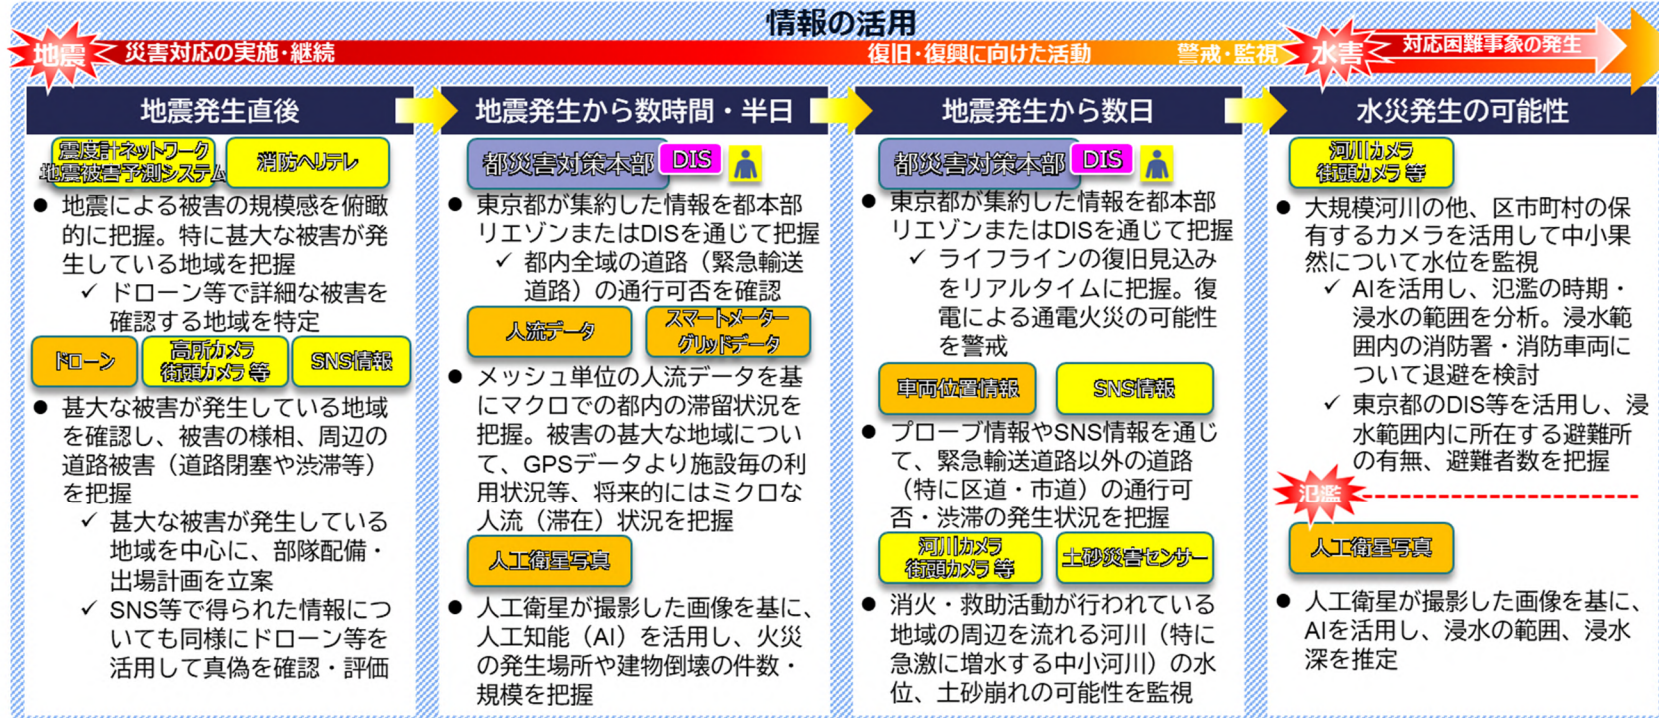 情報の活用
地震
災害対応の実施・継続
復旧・復興に向けた活動
警戒・監視
水害
対応困難事象の発生
地震発生直後
震度計ネットワーク
地震被害予測システム
消防ヘリテレ
● 地震による被害の規模感を俯瞰
的に把握。特に甚大な被害が発
生している地域を把握
✓ ドローン等で詳細な被害を
確認する地域を特定
ドローン
高所カメラ
街頭カメラ 等
SNS情報
● 甚大な被害が発生している地域
を確認し、被害の様相、周辺の
道路被害（道路閉塞や渋滞等）
を把握
✓ 甚大な被害が発生している
地域を中心に、部隊配備・
出場計画を立案
✓ SNS等で得られた情報につ
いても同様にドローン等を
活用して真偽を確認・評価
地震発生から数時間・半日
都災害対策本部
DIS
● 東京都が集約した情報を都本部
リエゾンまたはDISを通じて把握
✓ 都内全域の道路（緊急輸送
道路）の通行可否を確認
人流データ
スマートメーター
グリッドデータ
● メッシュ単位の人流データを基
にマクロでの都内の滞留状況を
把握。被害の甚大な地域につい
て、GPSデータより施設毎の利
用状況等、将来的にはミクロな
人流（滞在）状況を把握
人工衛星写真
● 人工衛星が撮影した画像を基に、
人工知能（AI）を活用し、火災
の発生場所や建物倒壊の件数・
規模を把握
地震発生から数日
都災害対策本部
DIS
● 東京都が集約した情報を都本部
リエゾンまたはDISを通じて把握
✓ ライフラインの復旧見込み
をリアルタイムに把握。復
電による通電火災の可能性
を警戒
車両位置情報
SNS情報
● プローブ情報やSNS情報を通じ
て、緊急輸送道路以外の道路
（特に区道・市道）の通行可
否・渋滞の発生状況を把握
河川カメラ
街頭カメラ 等
土砂災害センサー
● 消火・救助活動が行われている
地域の周辺を流れる河川（特に
急激に増水する中小河川）の水
位、土砂崩れの可能性を監視
水災発生の可能性
河川カメラ
街頭カメラ 等
● 大規模河川の他、区市町村の保
有するカメラを活用して中小果
然について水位を監視
✓ AIを活用し、氾濫の時期・
浸水の範囲を分析。浸水範
囲内の消防署・消防車両に
ついて退避を検討
✓ 東京都のDIS等を活用し、浸
水範囲内に所在する避難所
の有無、避難者数を把握
氾濫
人工衛星写真
● 人工衛星が撮影した画像を基に、
AIを活用し、浸水の範囲、浸水
深を推定